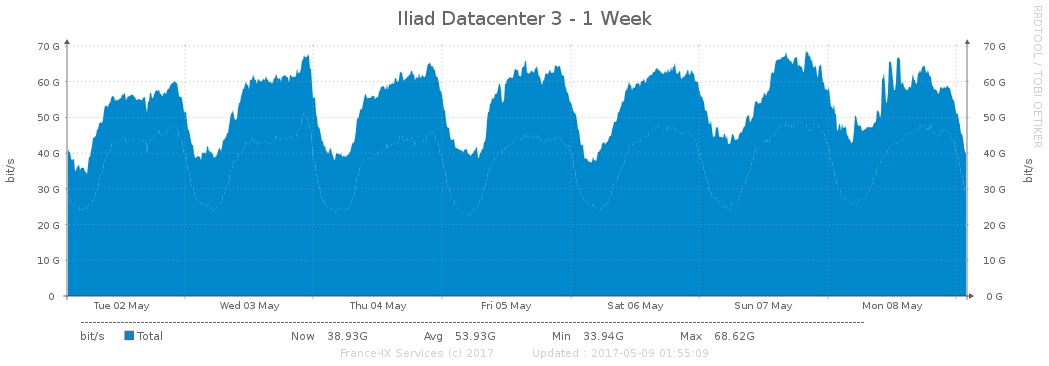 Iliad Datacenter 3 - 1 Week
RRDTOOL / TOBI OETIKER
70 G 70 G
60 G 60 G
50 G 50 G
40 G 40 G
30 G 30 G
20 G 20 G
10 G 10 G
0 0 G
bit/s
bit/s
Tue 02 May Wed 03 May Thu 04 May Fri 05 May Sat 06 May Sun 07 May Mon 08 May
bit/s Total Now 38.93G Avg 53.93G Min 33.94G Max 68.62G
France-IX Services (c) 2017 Updated : 2017-05-09 01:55:09